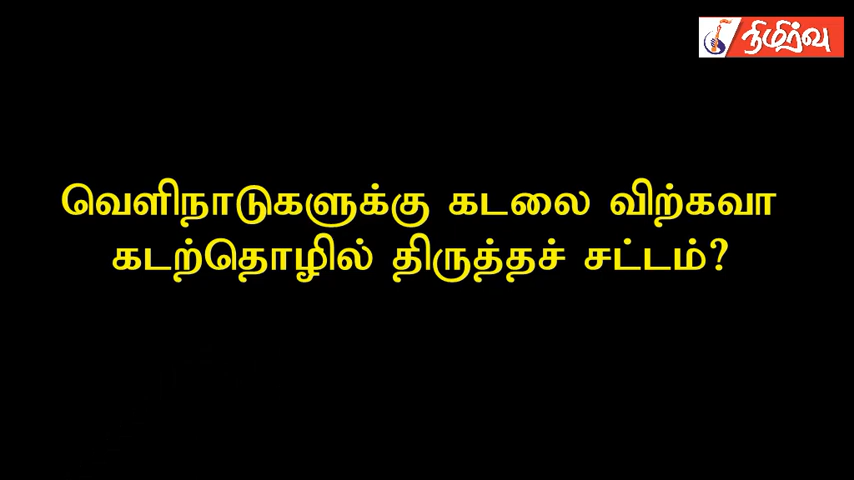 நிமிர்வு
வெளிநாடுகளுக்கு கடலை விற்கவா
கடற்தொழில் திருத்தச் சட்டம்?